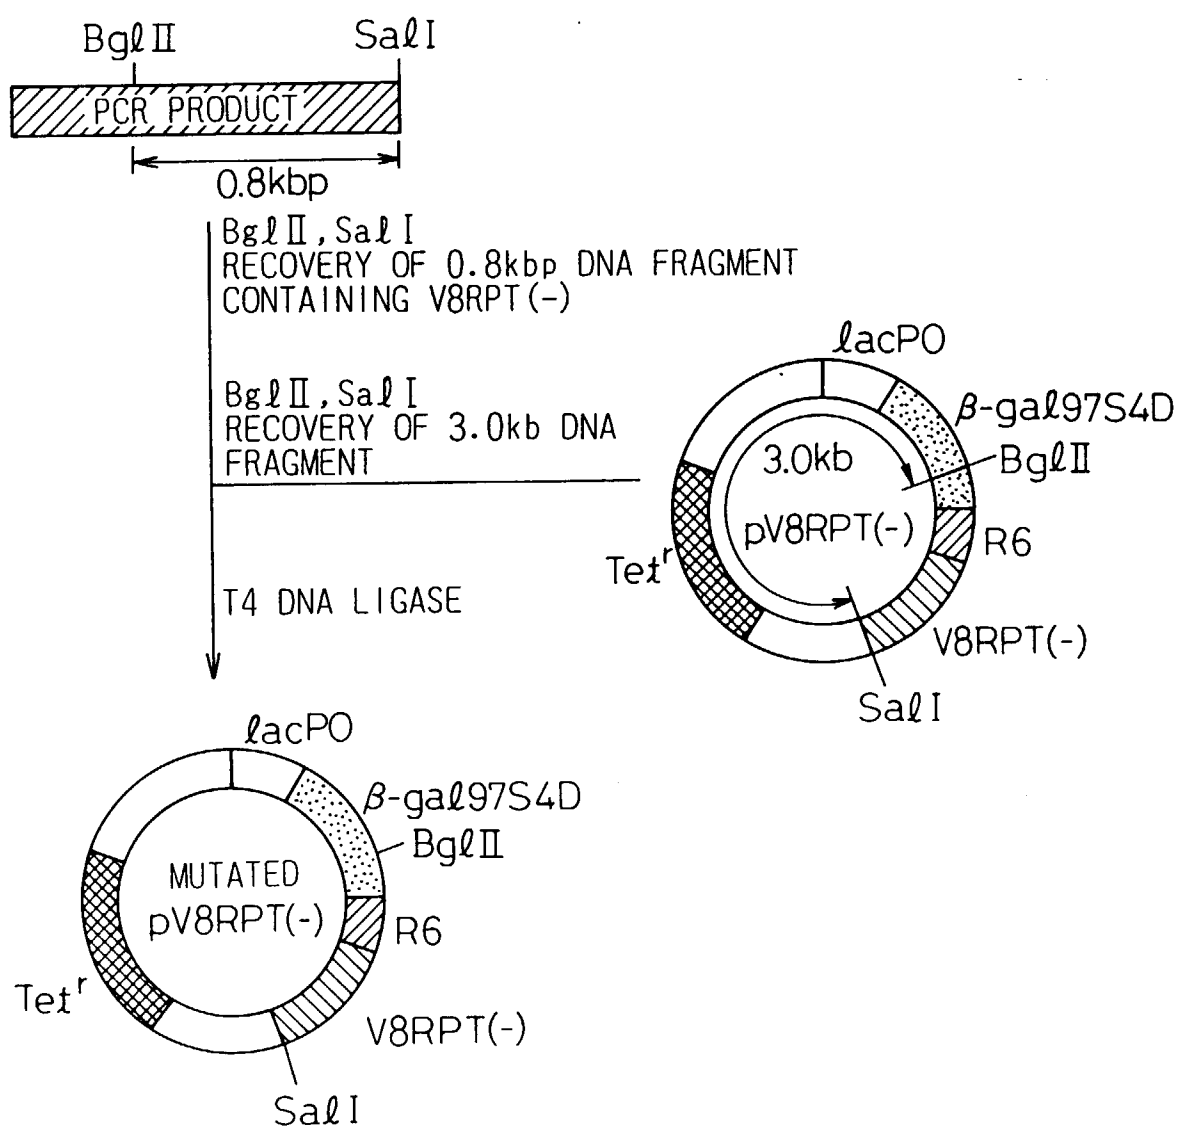 BglII
SalI
PCR PRODUCT
0.8kbp
BglII, SalI
RECOVERY OF 0.8kbp DNA FRAGMENT
CONTAINING V8RPT(-)
BglII, SalI
RECOVERY OF 3.0kb DNA
FRAGMENT
T4 DNA LIGASE
lacPO
β-gal97S4D
BglII
3.0kb
pV8RPT(-)
R6
Tetʳ
V8RPT(-)
SalI
lacPO
β-gal97S4D
BglII
MUTATED
pV8RPT(-)
R6
Tetʳ
V8RPT(-)
SalI